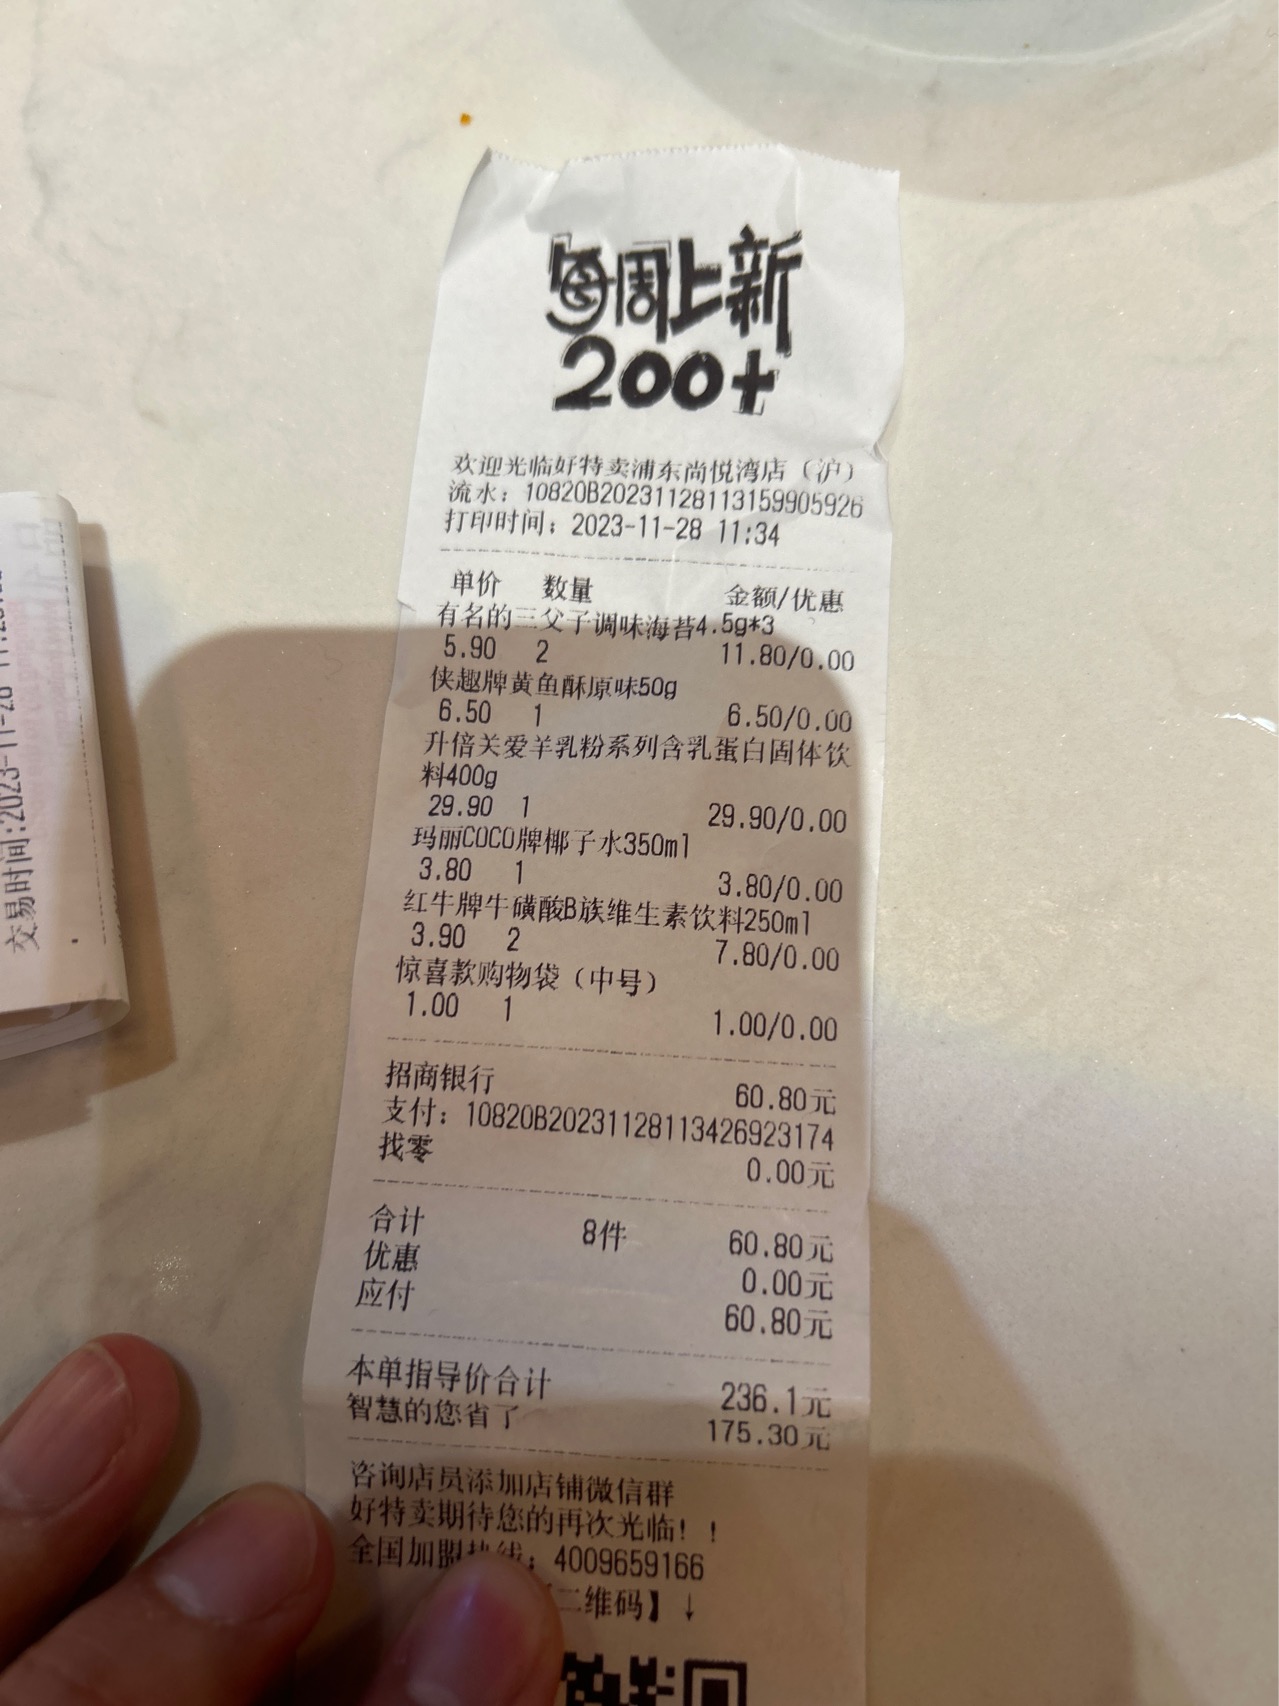 每周上新
200+
欢迎光临好特卖浦东尚悦湾店（沪）
流水：10820B202311281131599059​26
打印时间：2023-11-28 11:34
单价 数量 金额/优惠
有名的三父子调味海苔4.5g*3
5.90 2 11.80/0.00
侠趣牌黄鱼酥原味50g
6.50 1 6.50/0.00
升倍关爱羊乳粉系列含乳蛋白固体饮
料400g
29.90 1 29.90/0.00
玛丽COCO牌椰子水350ml
3.80 1 3.80/0.00
红牛牌牛磺酸B族维生素饮料250ml
3.90 2 7.80/0.00
惊喜款购物袋（中号）
1.00 1 1.00/0.00
招商银行 60.80元
支付：10820B20231128113426923174
找零 0.00元
合计 8件 60.80元
优惠 0.00元
应付 60.80元
本单指导价合计 236.1元
智慧的您省了 175.30元
咨询店员添加店铺微信群
好特卖期待您的再次光临！！
全国加盟热线：4009659166
二维码】↓
交易时间:2023-11-28